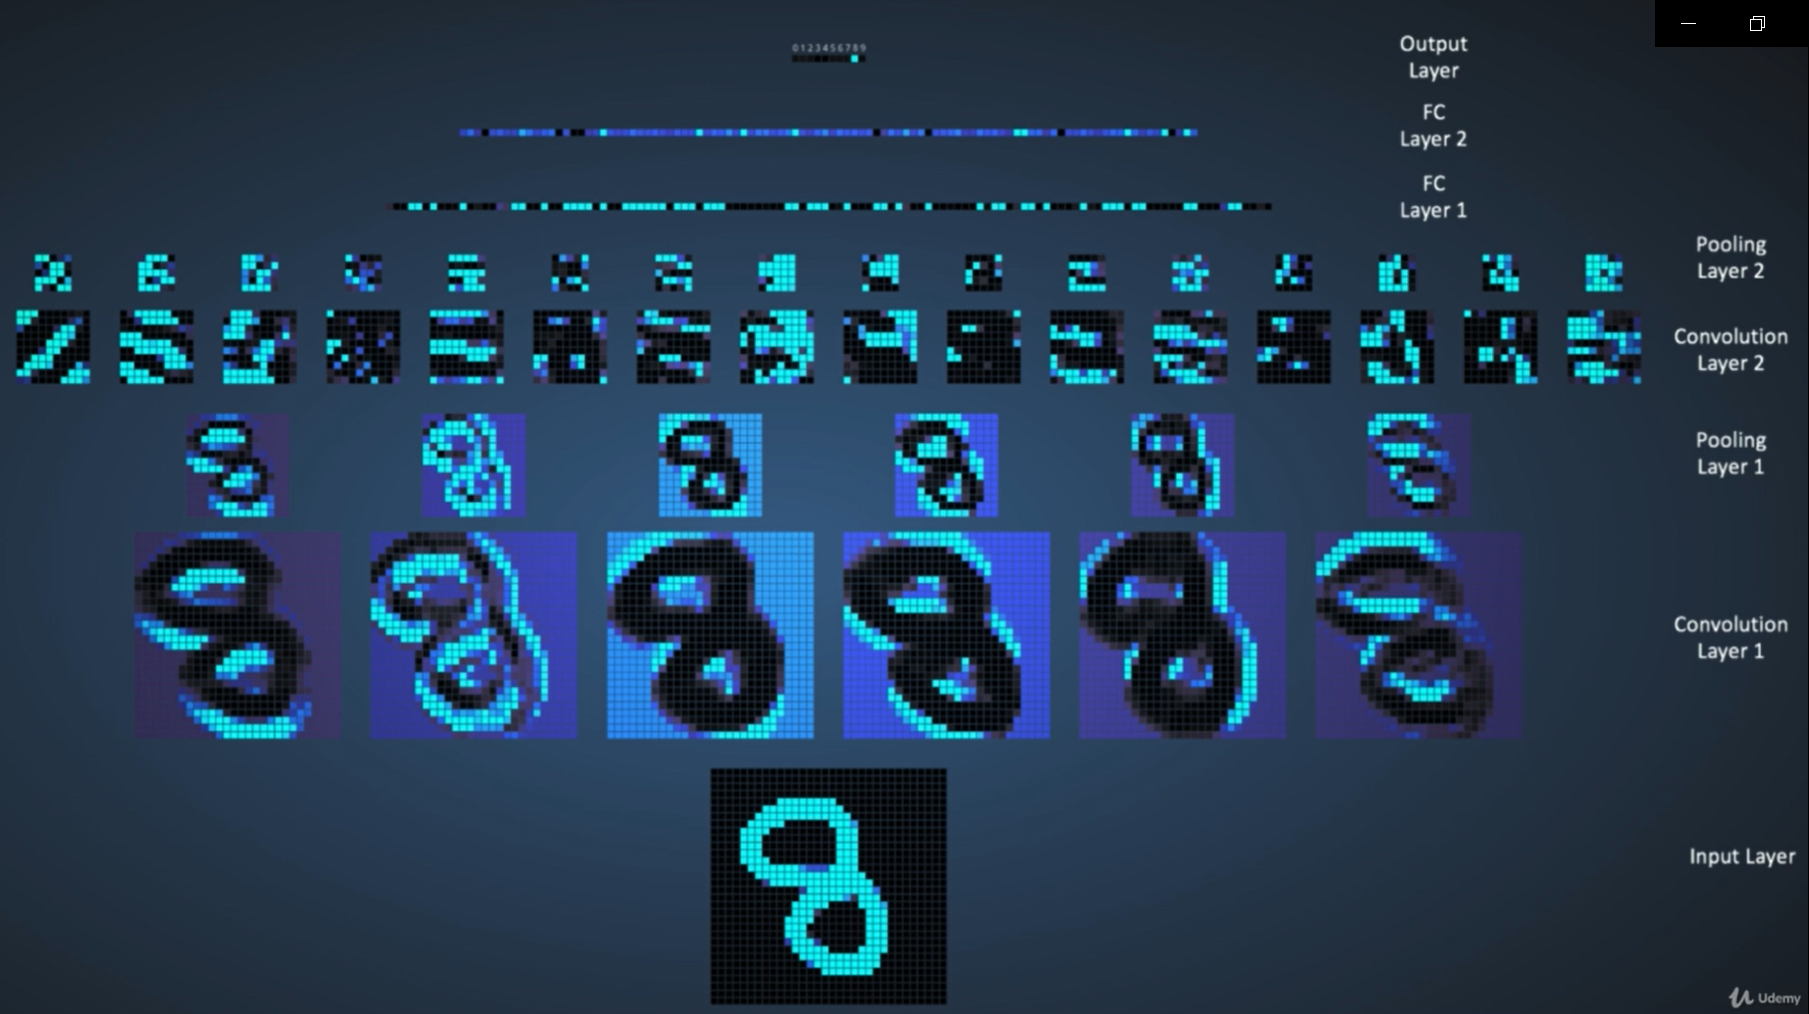 0123456789
Output
Layer
FC
Layer 2
FC
Layer 1
Pooling
Layer 2
Convolution
Layer 2
Pooling
Layer 1
Convolution
Layer 1
Input Layer
Udemy